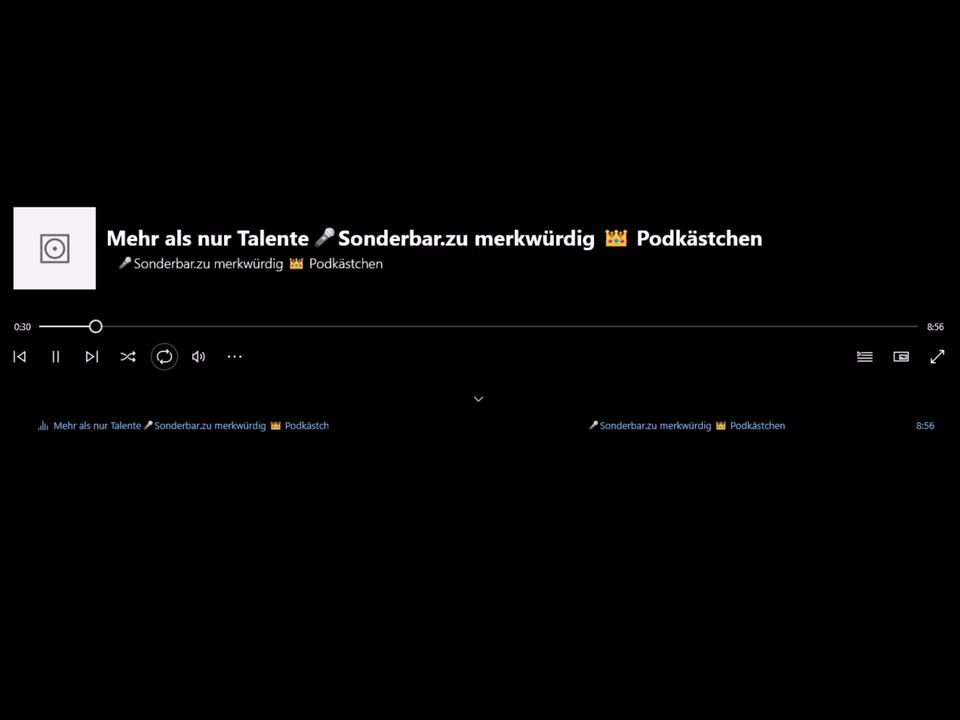 Mehr als nur Talente 🎤Sonderbar.zu merkwürdig 👑 Podkästchen
🎤Sonderbar.zu merkwürdig 👑 Podkästchen
0:30 8:56
Mehr als nur Talente 🎤Sonderbar.zu merkwürdig 👑 Podkästch 🎤Sonderbar.zu merkwürdig 👑 Podkästchen 8:56